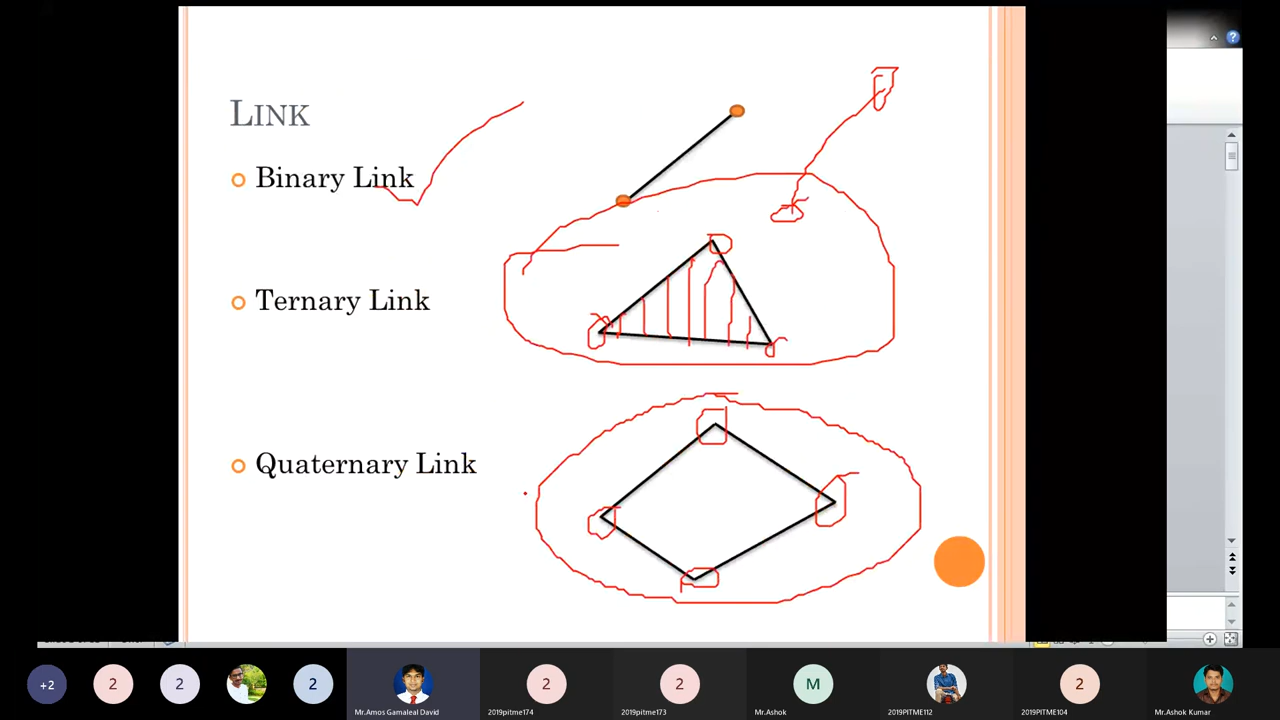 LINK
Binary Link
Ternary Link
Quaternary Link
+2
2
2
2
2
2
M
2
Mr.Amos Gamaleal David
2019pitme174
2019pitme173
Mr.Ashok
2019PITME112
2019PITME104
Mr.Ashok Kumar